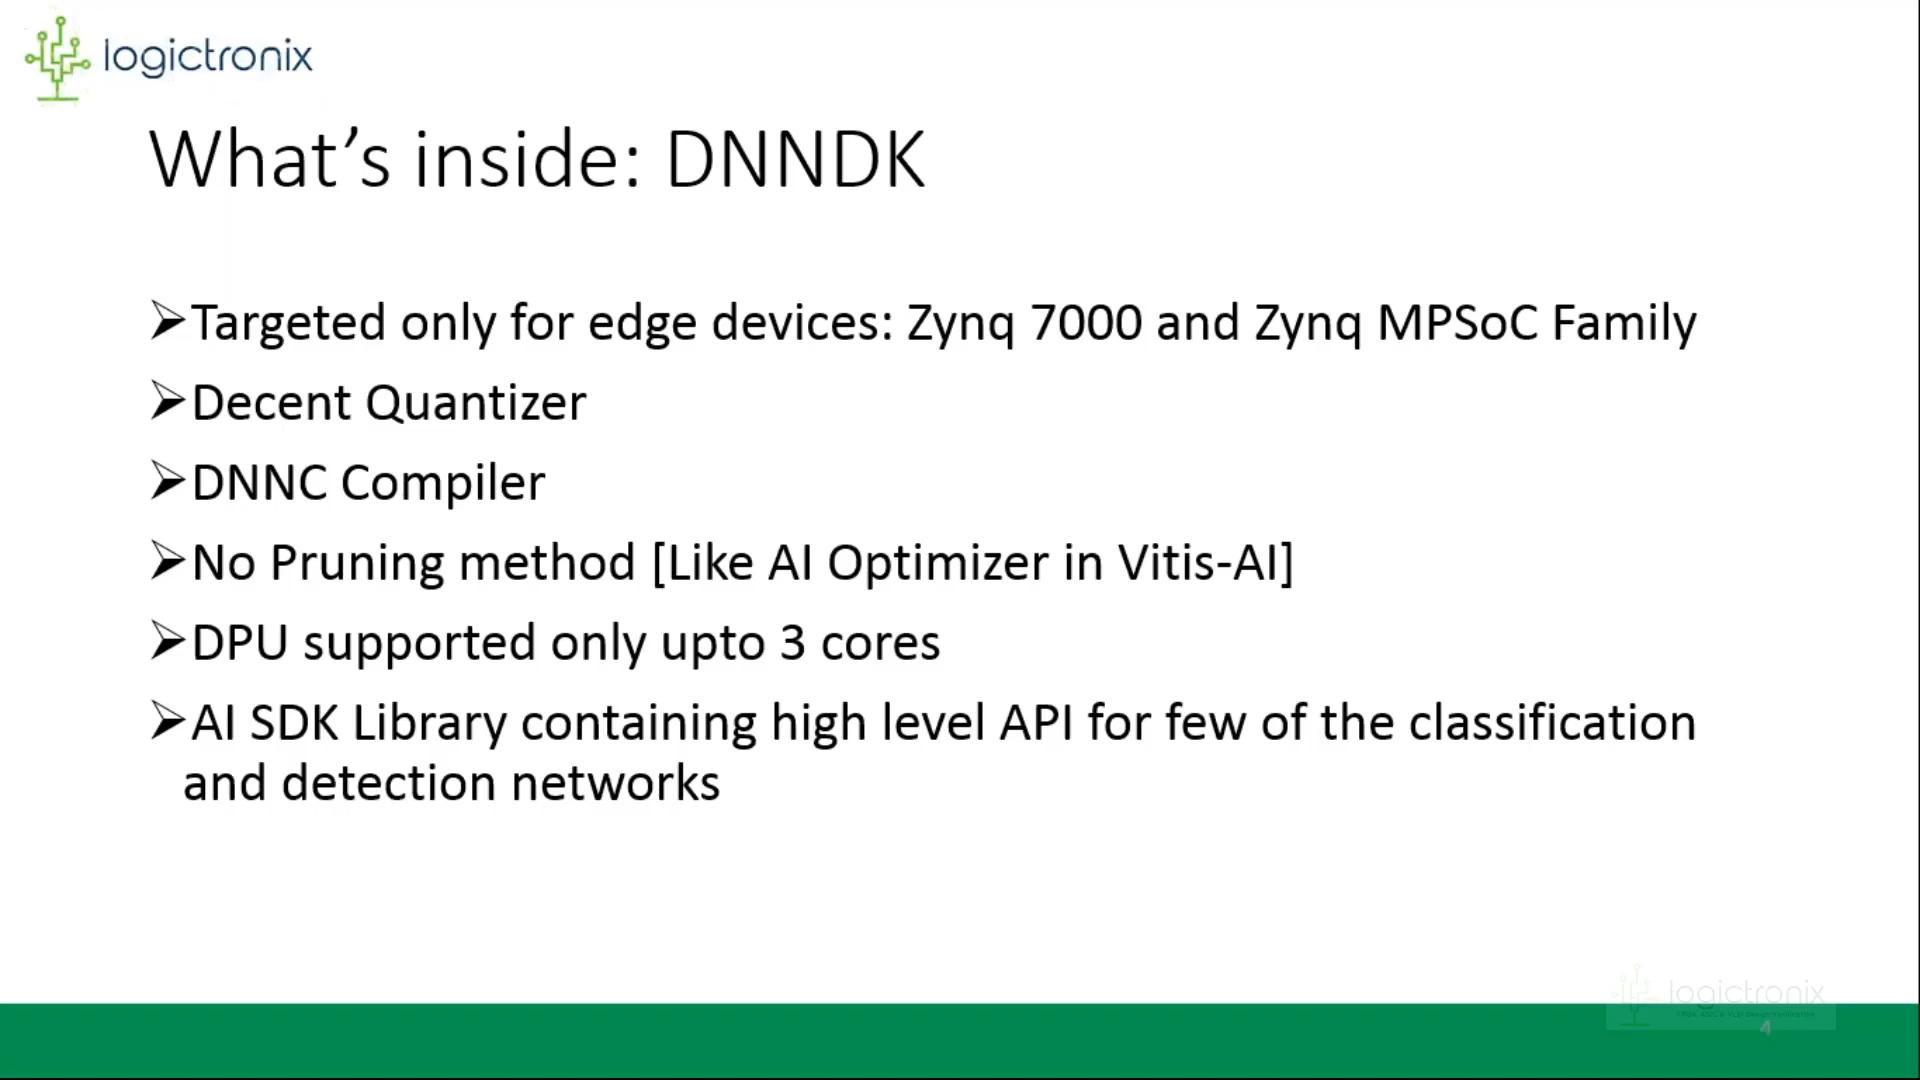 logictronix
What’s inside: DNNDK
➢Targeted only for edge devices: Zynq 7000 and Zynq MPSoC Family
➢Decent Quantizer
➢DNNC Compiler
➢No Pruning method [Like AI Optimizer in Vitis-AI]
➢DPU supported only upto 3 cores
➢AI SDK Library containing high level API for few of the classification
and detection networks
logictronix
4